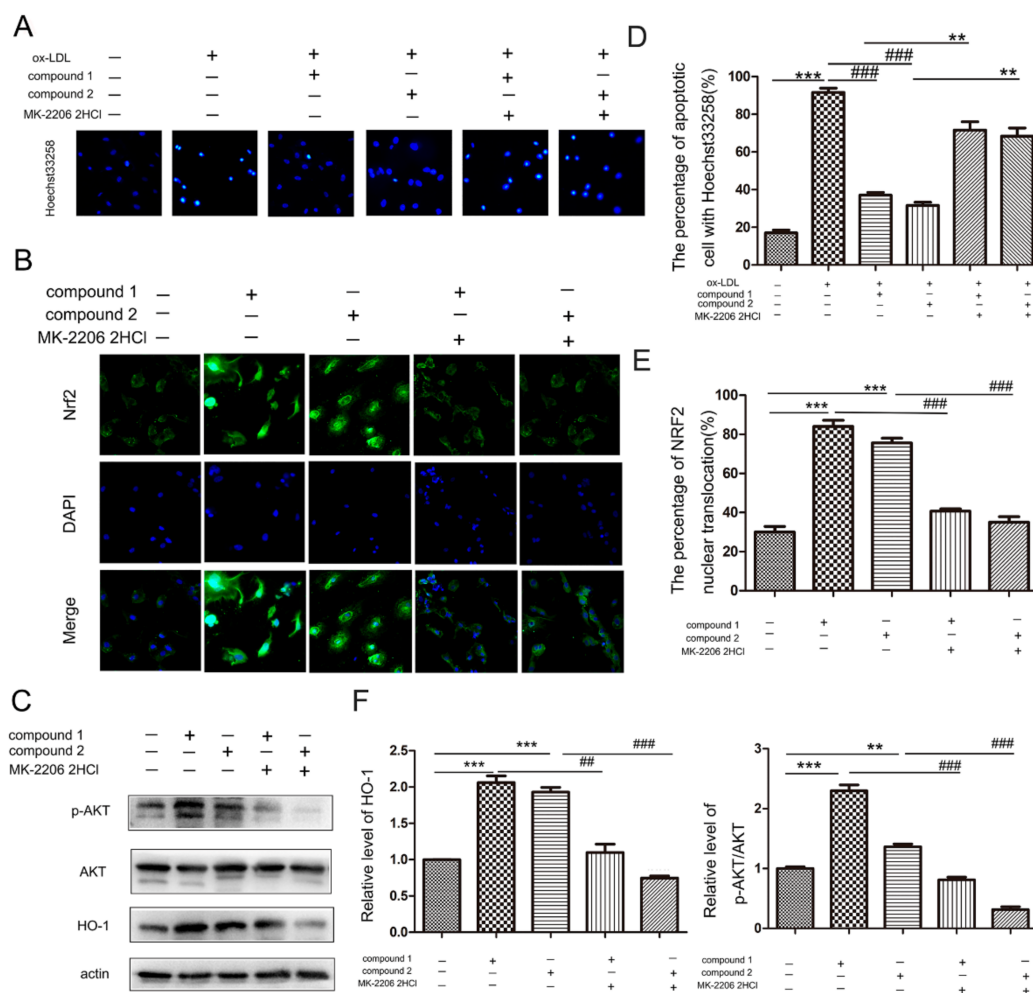 A
ox-LDL — + + + + +
compound 1 — — + — + —
compound 2 — — — + — +
MK-2206 2HCl — — — — + +
Hoechst33258
B
compound 1 — + — + —
compound 2 — — + — +
MK-2206 2HCl — — — + +
Nrf2
DAPI
Merge
C
compound 1 — + — + —
compound 2 — — + — +
MK-2206 2HCl — — — + +
p-AKT
AKT
HO-1
actin
D
The percentage of apoptotic
cell with Hoechst33258(%)
100
80
60
40
20
0
** 
###
*** ### **
ox-LDL — + + + + +
compound 1 — — + — + —
compound 2 — — — + — +
MK-2206 2HCl — — — — + +
E
The percentage of NRF2
nuclear translocation(%)
100
80
60
40
20
0
*** ###
*** ###
compound 1 — + — + —
compound 2 — — + — +
MK-2206 2HCl — — — + +
F
Relative level of HO-1
2.5
2.0
1.5
1.0
0.5
0.0
*** ###
*** ##
compound 1 — + — + —
compound 2 — — + — +
MK-2206 2HCl — — — + +
Relative level of
p-AKT/AKT
3
2
1
0
** ###
*** ###
compound 1 — + — + —
compound 2 — — + — +
MK-2206 2HCl — — — + +